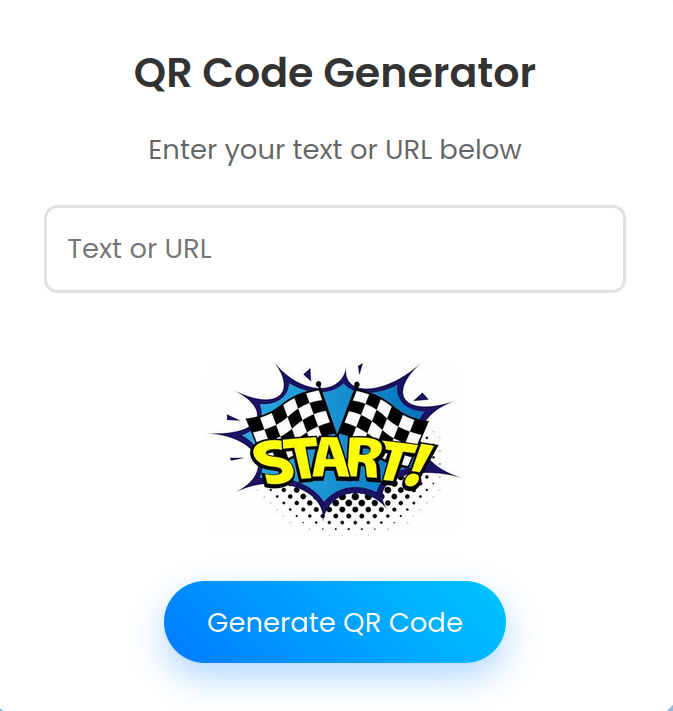 QR Code Generator
Enter your text or URL below
Text or URL
START!
Generate QR Code